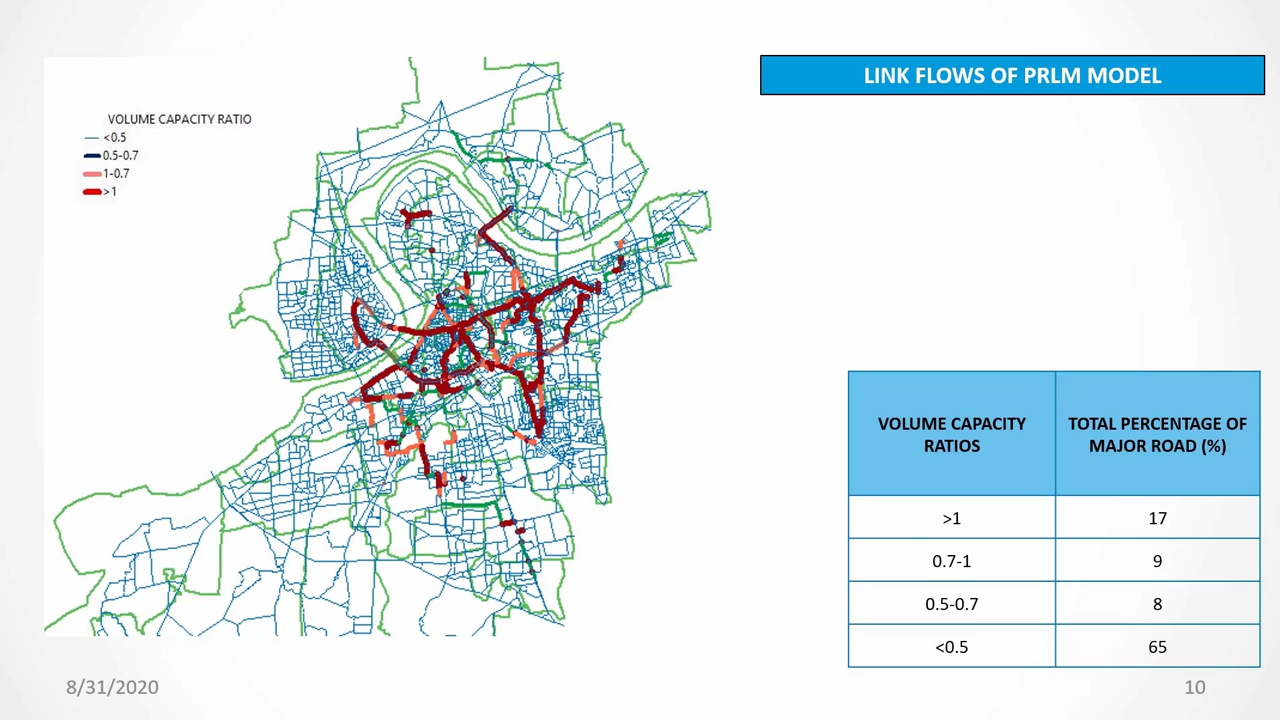 LINK FLOWS OF PRLM MODEL
VOLUME CAPACITY RATIO
<0.5
0.5-0.7
1-0.7
>1
VOLUME CAPACITY RATIOS
TOTAL PERCENTAGE OF MAJOR ROAD (%)
>1 17
0.7-1 9
0.5-0.7 8
<0.5 65
8/31/2020
10